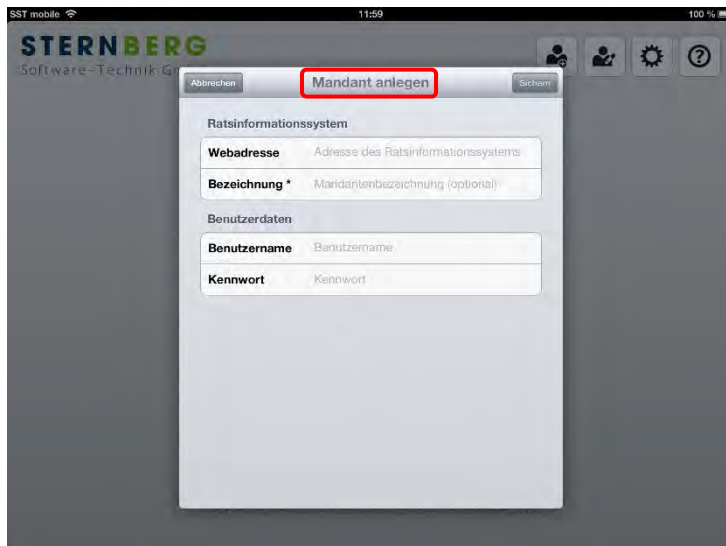 SST mobile 11:59 100 %
STERNBERG
Software-Technik G
Abbrechen Mandant anlegen Sichern
Ratsinformationssystem
Webadresse Adresse des Ratsinformationssystems
Bezeichnung * Mandantenbezeichnung (optional)
Benutzerdaten
Benutzername Benutzername
Kennwort Kennwort